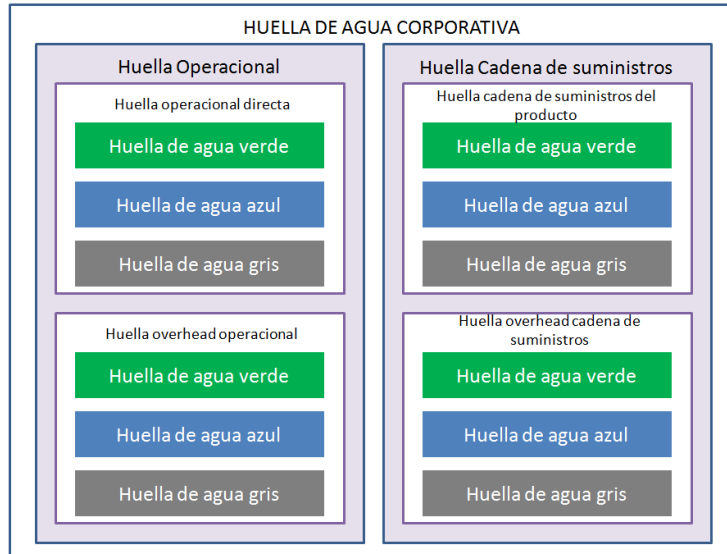 HUELLA DE AGUA CORPORATIVA
Huella Operacional
Huella operacional directa
Huella de agua verde
Huella de agua azul
Huella de agua gris
Huella overhead operacional
Huella de agua verde
Huella de agua azul
Huella de agua gris
Huella Cadena de suministros
Huella cadena de suministros del
producto
Huella de agua verde
Huella de agua azul
Huella de agua gris
Huella overhead cadena de
suministros
Huella de agua verde
Huella de agua azul
Huella de agua gris